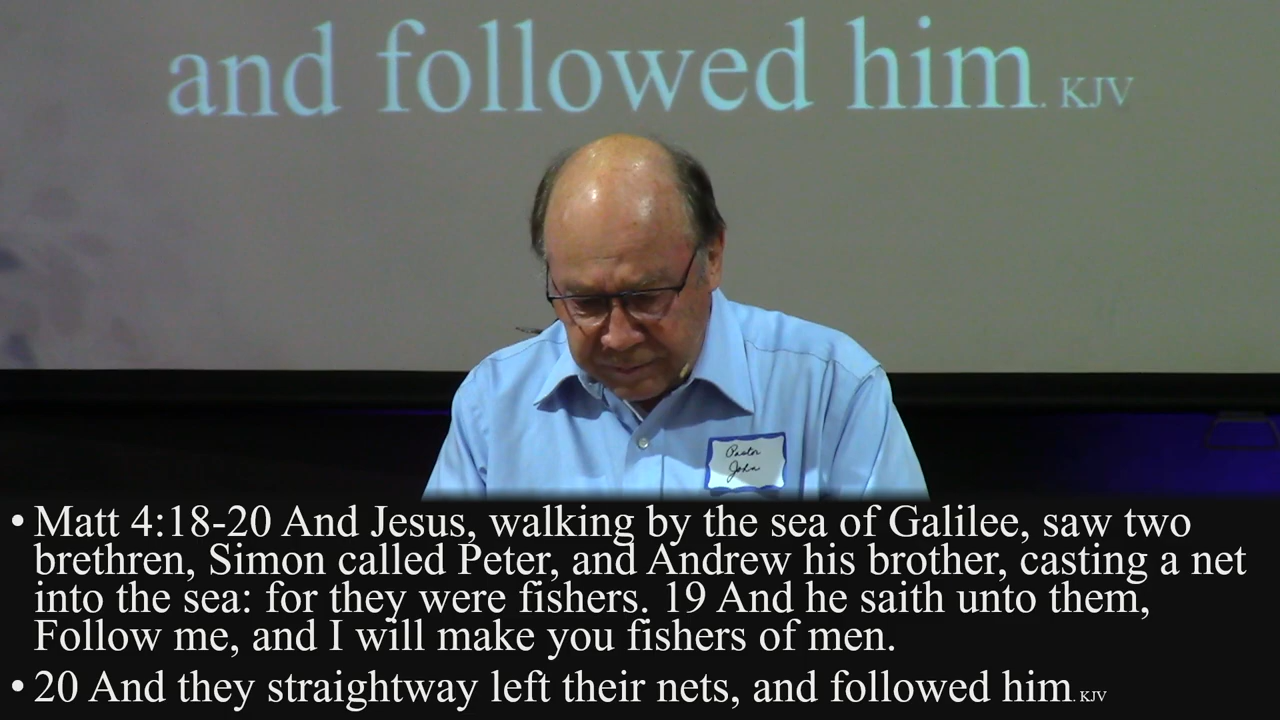 and followed him. KJV
Pastor
John
• Matt 4:18-20 And Jesus, walking by the sea of Galilee, saw two
brethren, Simon called Peter, and Andrew his brother, casting a net
into the sea: for they were fishers. 19 And he saith unto them,
Follow me, and I will make you fishers of men.
• 20 And they straightway left their nets, and followed him. KJV